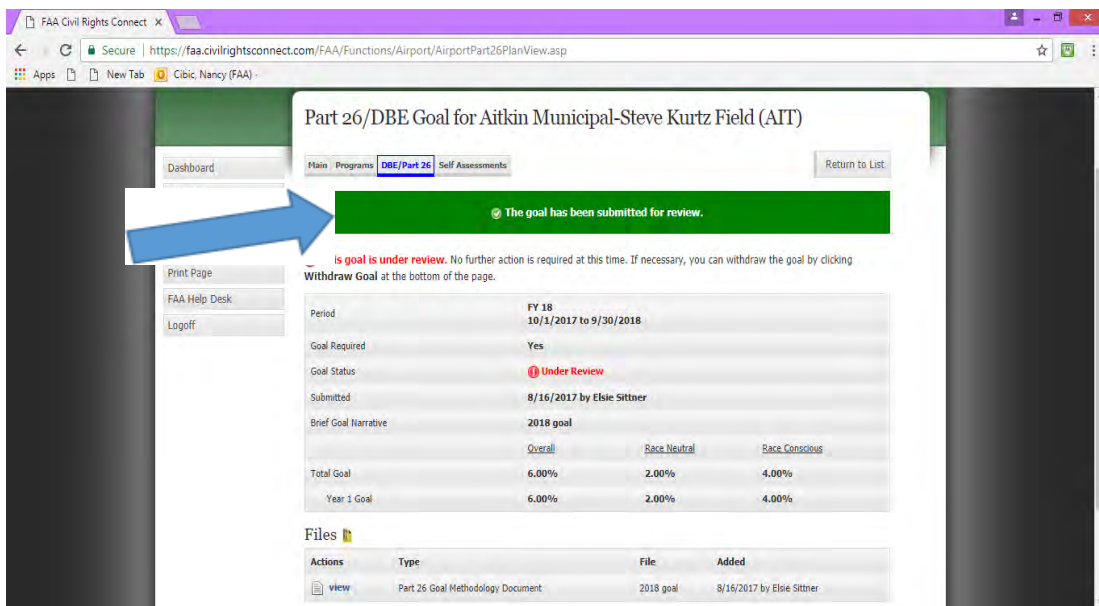 FAA Civil Rights Connect
Secure https://faa.civilrightsconnect.com/FAA/Functions/Airport/AirportPart26PlanView.asp
Apps New Tab Cibic, Nancy (FAA) -
Part 26/DBE Goal for Aitkin Municipal-Steve Kurtz Field (AIT)
Dashboard
Main Programs DBE/Part 26 Self Assessments Return to List
The goal has been submitted for review.
is goal is under review. No further action is required at this time. If necessary, you can withdraw the goal by clicking
Withdraw Goal at the bottom of the page.
Print Page
FAA Help Desk
Logoff
Period FY 18
10/1/2017 to 9/30/2018
Goal Required Yes
Goal Status Under Review
Submitted 8/16/2017 by Elsie Sittner
Brief Goal Narrative 2018 goal
Overall Race Neutral Race Conscious
Total Goal 6.00% 2.00% 4.00%
Year 1 Goal 6.00% 2.00% 4.00%
Files
Actions Type File Added
view Part 26 Goal Methodology Document 2018 goal 8/16/2017 by Elsie Sittner